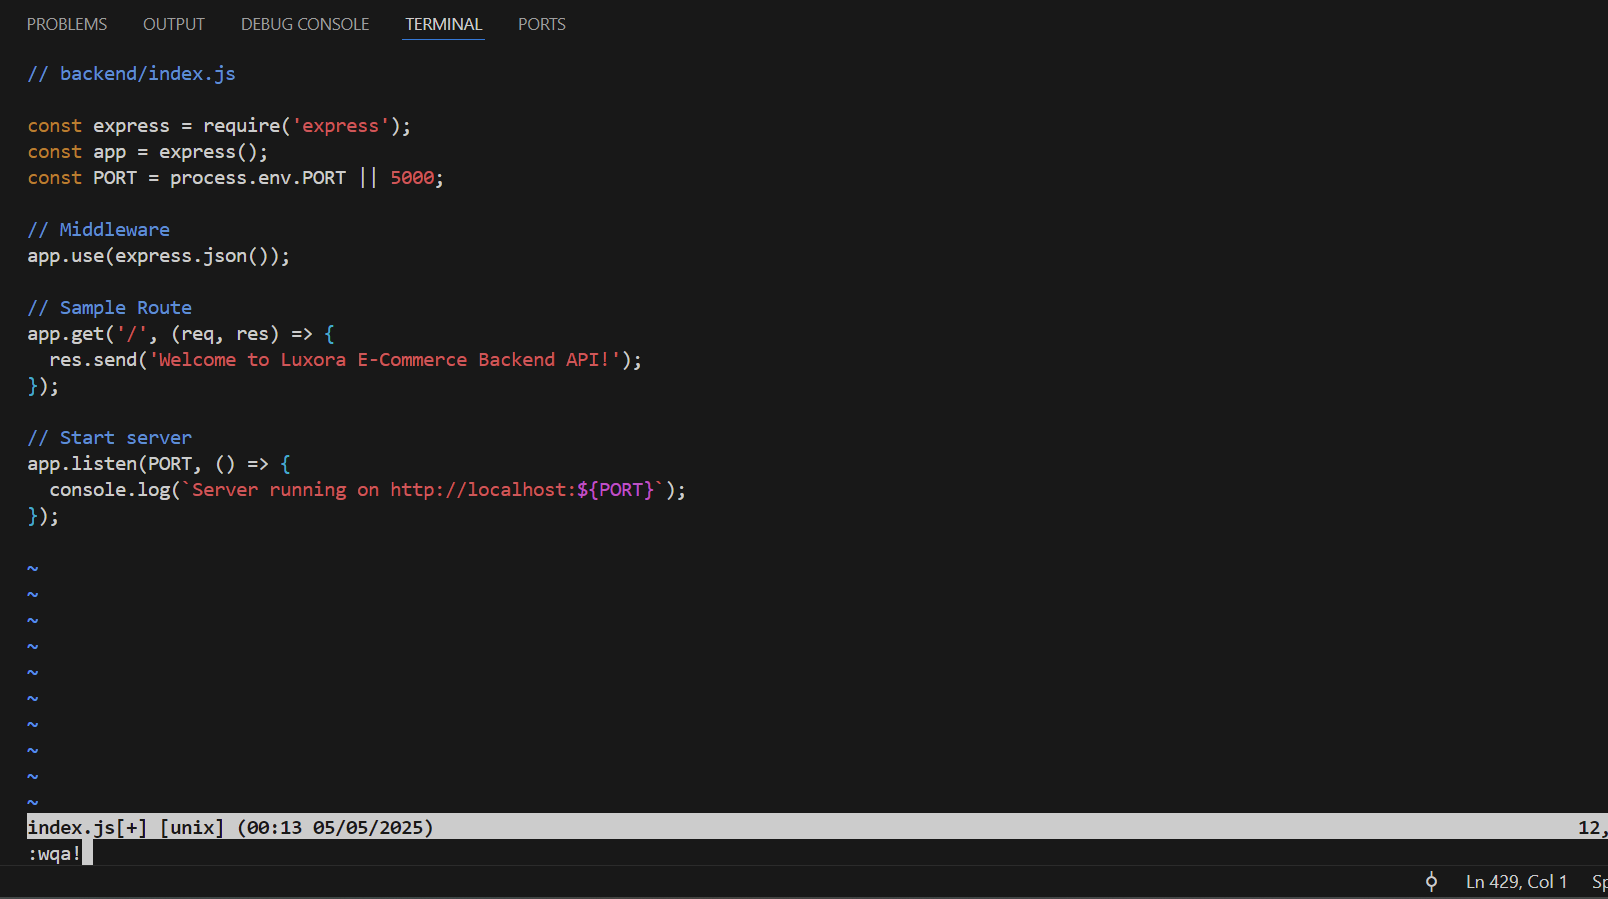 PROBLEMS OUTPUT DEBUG CONSOLE TERMINAL PORTS
// backend/index.js
const express = require('express');
const app = express();
const PORT = process.env.PORT || 5000;
// Middleware
app.use(express.json());
// Sample Route
app.get('/', (req, res) => {
  res.send('Welcome to Luxora E-Commerce Backend API!');
});
// Start server
app.listen(PORT, () => {
  console.log(`Server running on http://localhost:${PORT}`);
});
~
~
~
~
~
~
~
~
~
~
index.js[+] [unix] (00:13 05/05/2025) 12,
:wqa!
Ln 429, Col 1 Sp